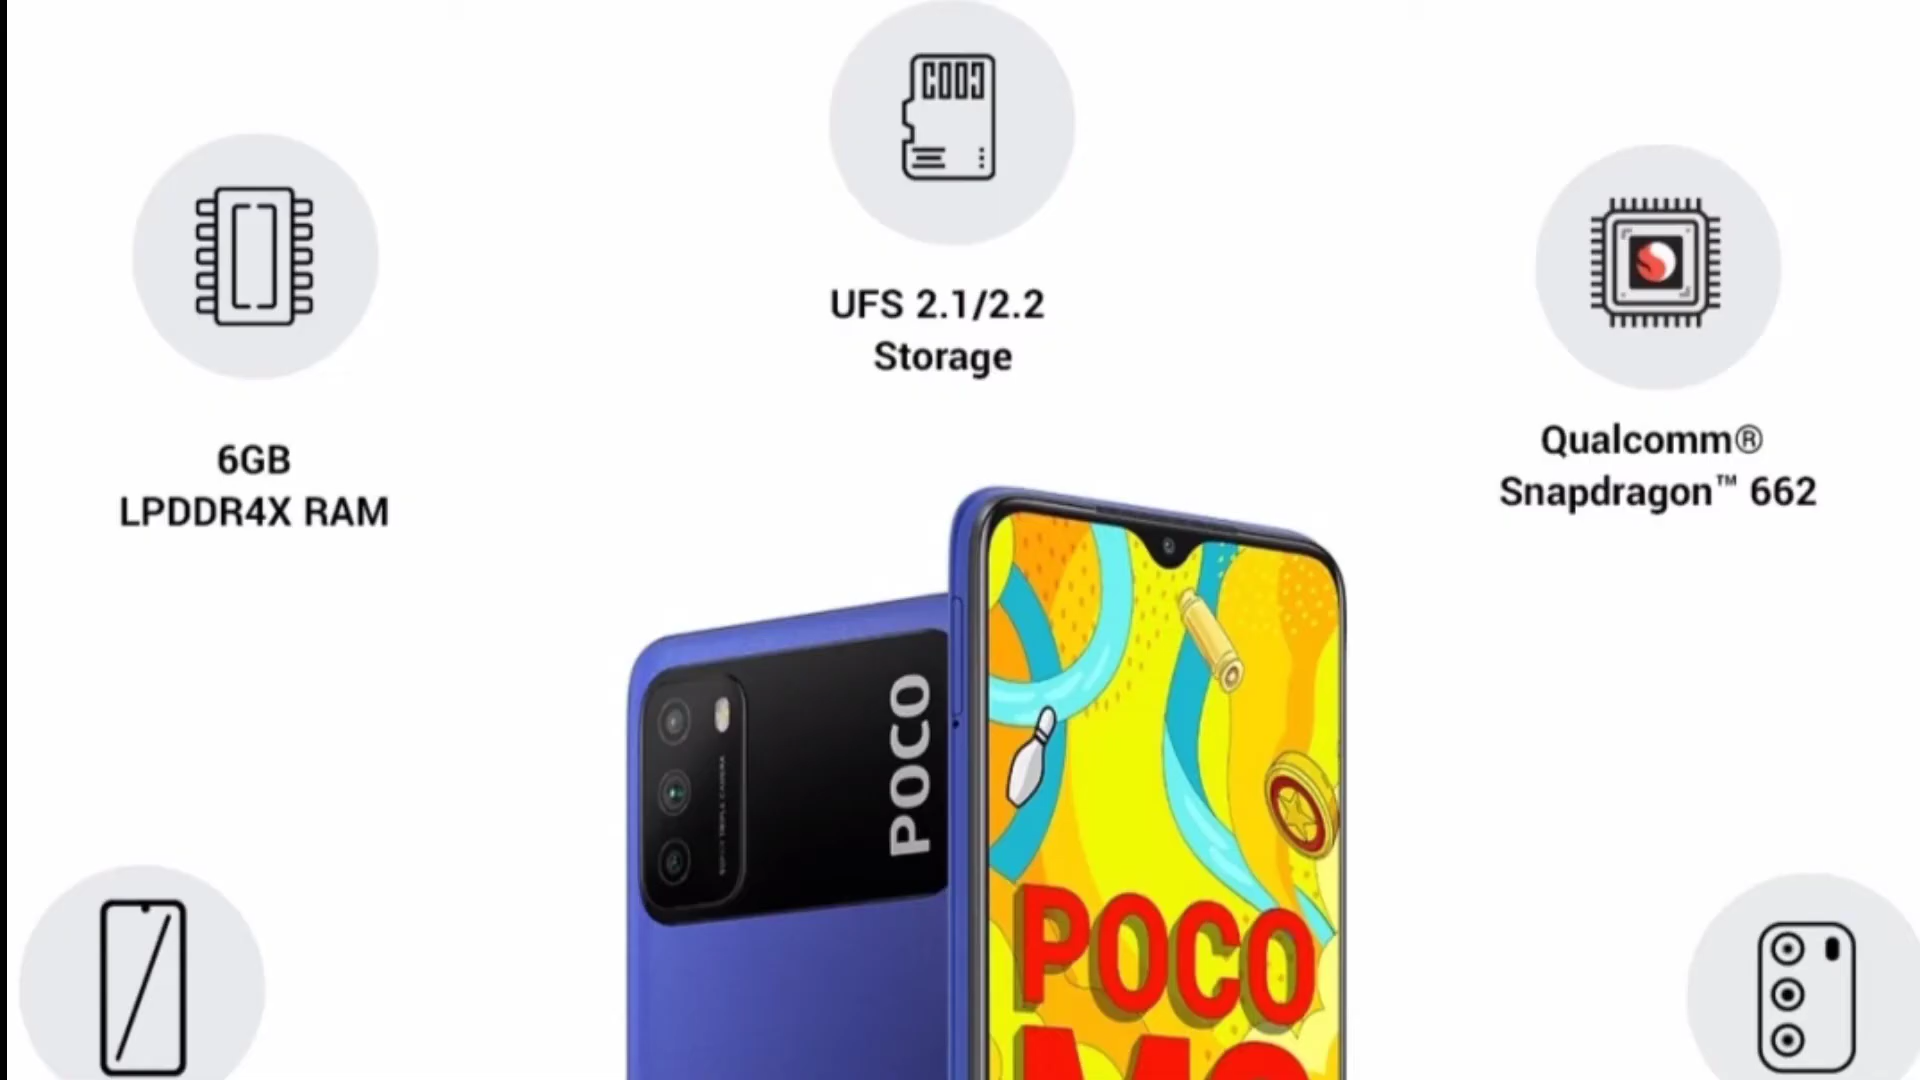 UFS 2.1/2.2
Storage
6GB
LPDDR4X RAM
Qualcomm®
Snapdragon™ 662
POCO
POCO